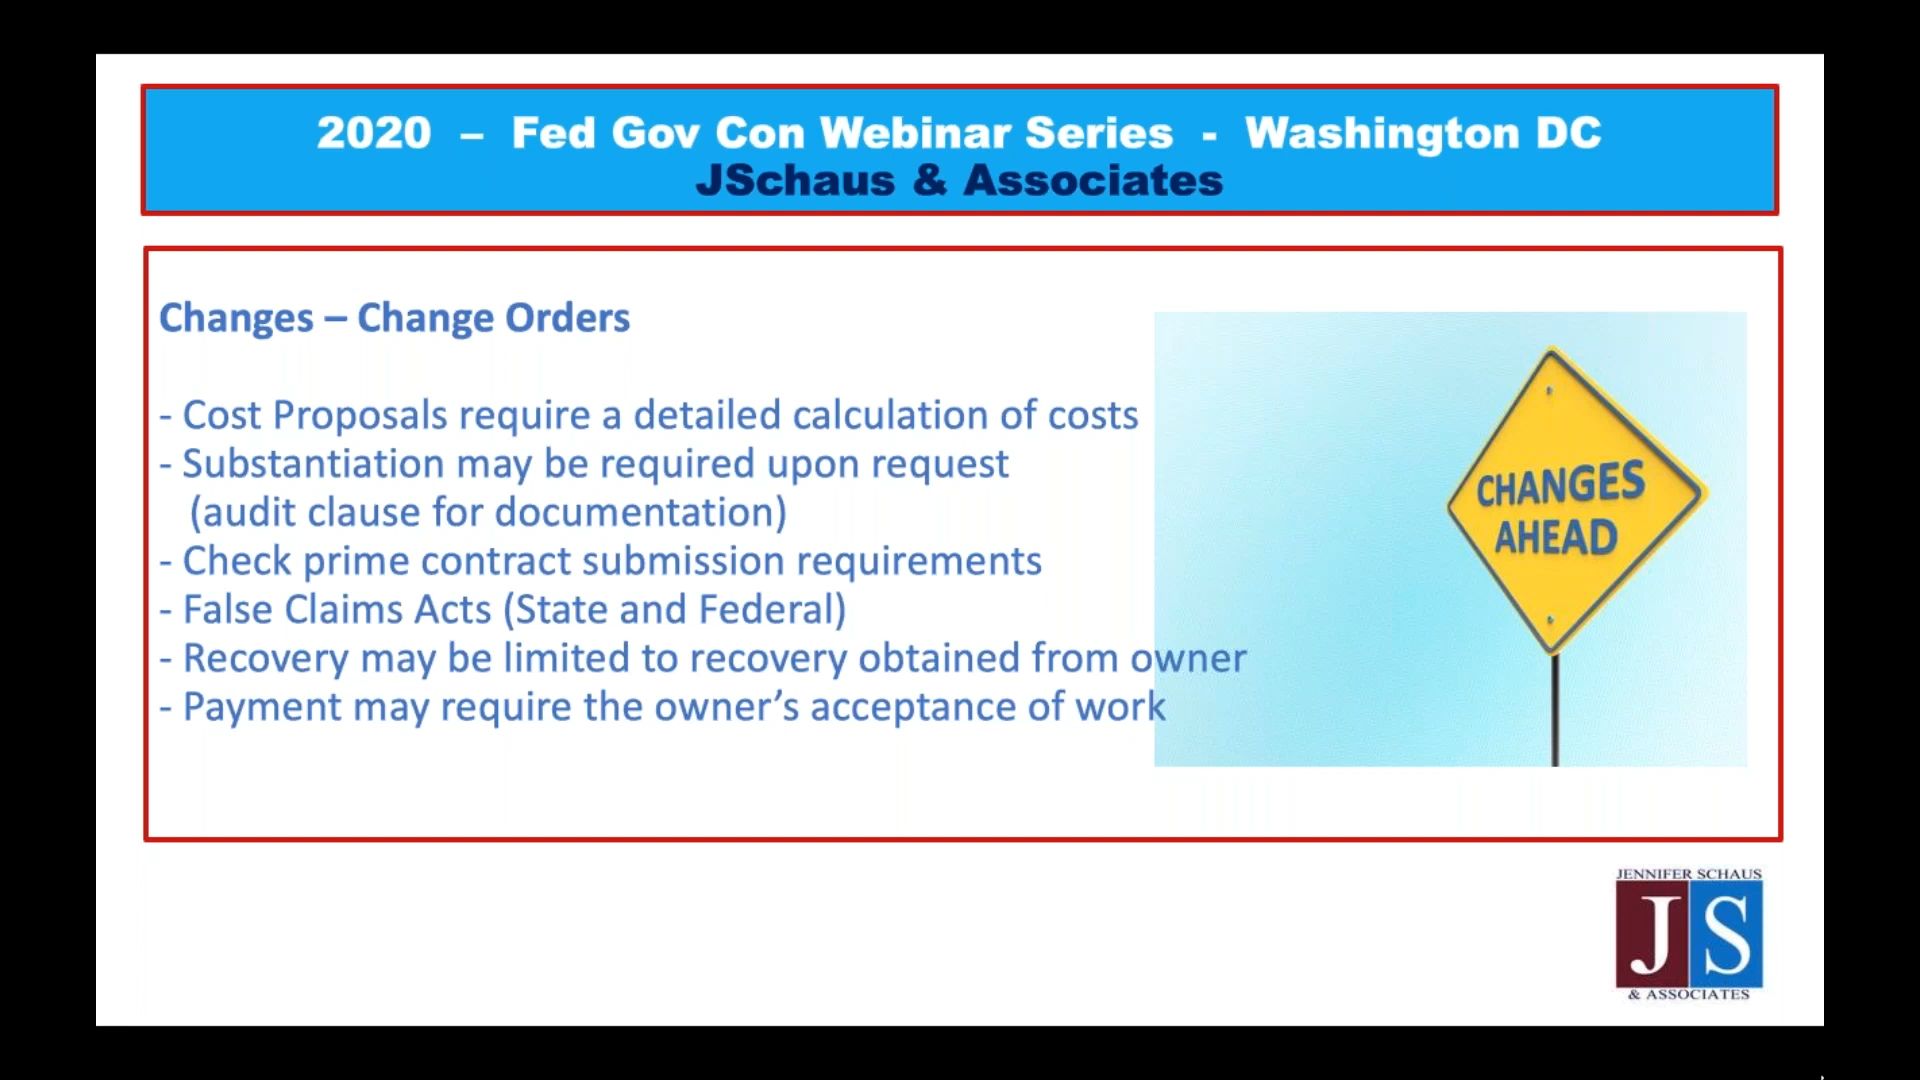 2020 – Fed Gov Con Webinar Series - Washington DC
JSchaus & Associates
Changes – Change Orders
- Cost Proposals require a detailed calculation of costs
- Substantiation may be required upon request
(audit clause for documentation)
- Check prime contract submission requirements
- False Claims Acts (State and Federal)
- Recovery may be limited to recovery obtained from owner
- Payment may require the owner’s acceptance of work
CHANGES
AHEAD
JENNIFER SCHAUS
JS
& ASSOCIATES